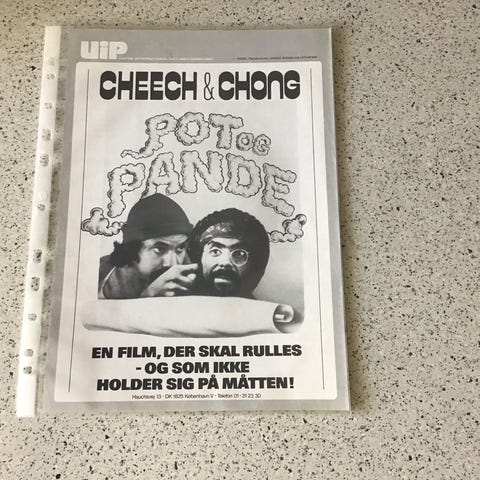 UiP
CHEECH & CHONG
POT OG
PANDE
EN FILM, DER SKAL RULLES
- OG SOM IKKE
HOLDER SIG PÅ MÅTTEN!
Hauchsvej 13 · DK 1825 København V · Telefon 01 · 31 23 30